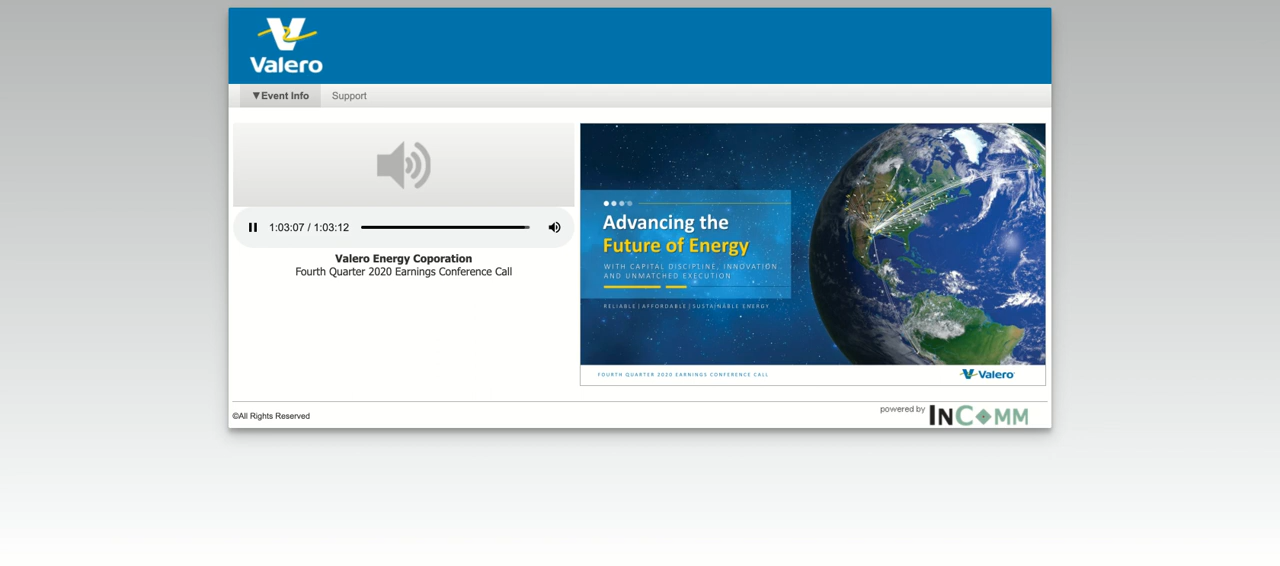 Valero
▼Event Info Support
1:03:07 / 1:03:12
Valero Energy Coporation
Fourth Quarter 2020 Earnings Conference Call
Advancing the
Future of Energy
WITH CAPITAL DISCIPLINE, INNOVATION
AND UNMATCHED EXECUTION
RELIABLE | AFFORDABLE | SUSTAINABLE ENERGY
FOURTH QUARTER 2020 EARNINGS CONFERENCE CALL
Valero
©All Rights Reserved
powered by INCOMM